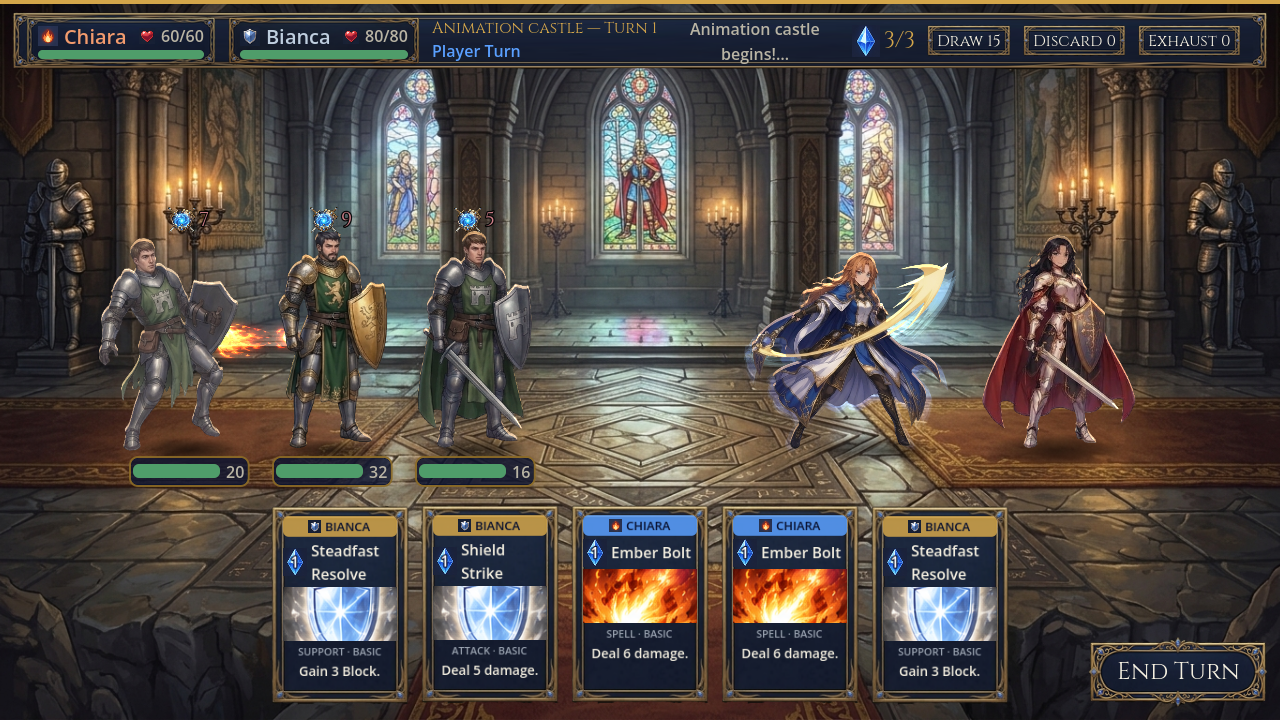 Chiara 60/60
Bianca 80/80
Animation castle — Turn 1
Player Turn
Animation castle
begins!...
3/3
Draw 15
Discard 0
Exhaust 0
7
9
5
20
32
16
BIANCA
1
Steadfast
Resolve
SUPPORT · BASIC
Gain 3 Block.
BIANCA
1
Shield
Strike
ATTACK · BASIC
Deal 5 damage.
CHIARA
1
Ember Bolt
SPELL · BASIC
Deal 6 damage.
CHIARA
1
Ember Bolt
SPELL · BASIC
Deal 6 damage.
BIANCA
1
Steadfast
Resolve
SUPPORT · BASIC
Gain 3 Block.
End Turn